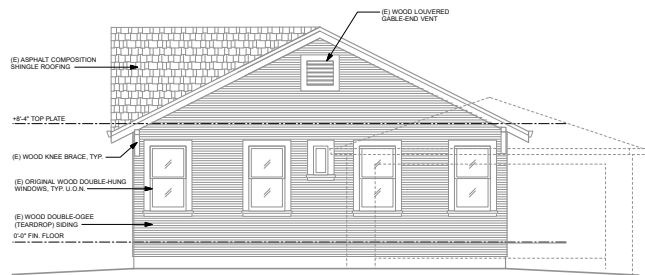 (E) WOOD LOUVERED
GABLE-END VENT
(E) ASPHALT COMPOSITION
SHINGLE ROOFING
+8'-4" TOP PLATE
(E) WOOD KNEE BRACE, TYP.
(E) ORIGINAL WOOD DOUBLE-HUNG
WINDOWS, TYP. U.O.N.
(E) WOOD DOUBLE-OGEE
(TEARDROP) SIDING
0'-0" FIN. FLOOR